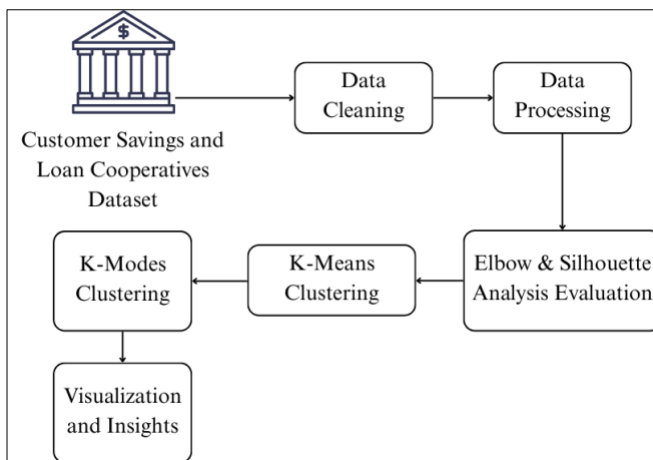 $
Customer Savings and
Loan Cooperatives
Dataset
Data
Cleaning
Data
Processing
Elbow & Silhouette
Analysis Evaluation
K-Means
Clustering
K-Modes
Clustering
Visualization
and Insights